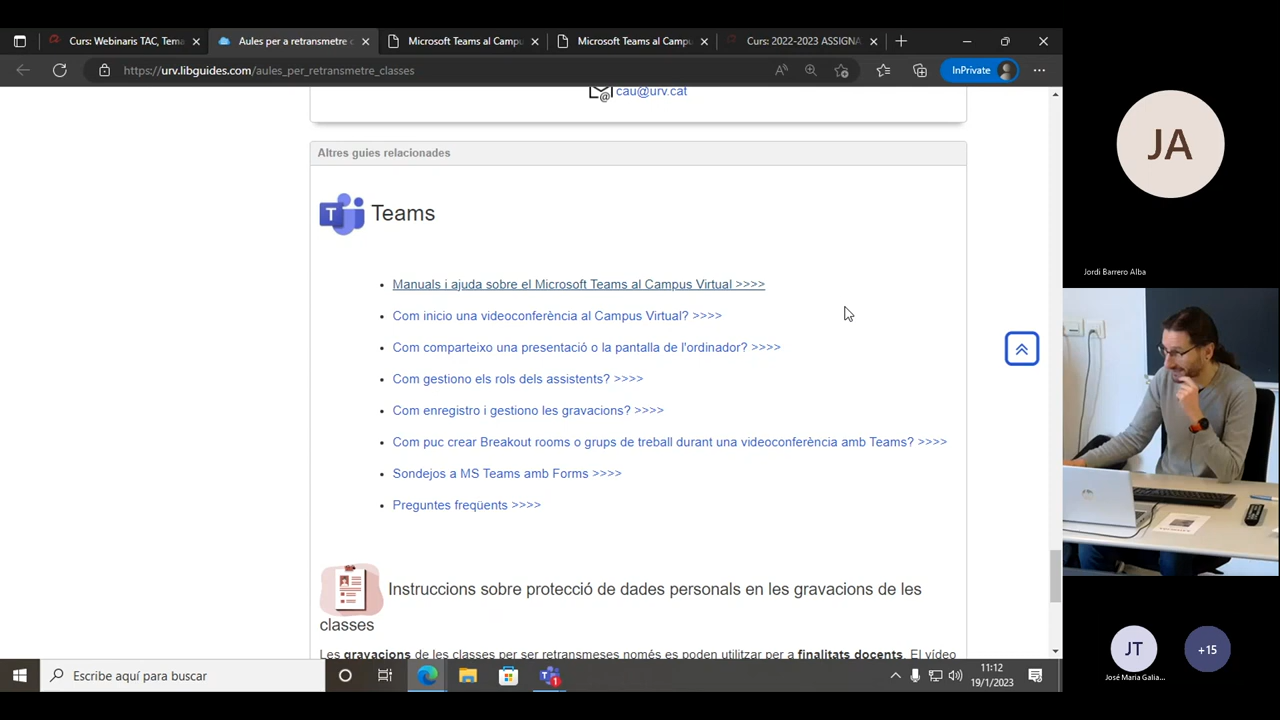 Curs: Webinaris TAC, Tema
Aules per a retransmetre c
Microsoft Teams al Campu
Microsoft Teams al Campu
Curs: 2022-2023 ASSIGNA
https://urv.libguides.com/aules_per_retransmetre_classes
InPrivate
cau@urv.cat
Altres guies relacionades
T
Teams
Manuals i ajuda sobre el Microsoft Teams al Campus Virtual >>>>
Com inicio una videoconferència al Campus Virtual? >>>>
Com comparteixo una presentació o la pantalla de l'ordinador? >>>>
Com gestiono els rols dels assistents? >>>>
Com enregistro i gestiono les gravacions? >>>>
Com puc crear Breakout rooms o grups de treball durant una videoconferència amb Teams? >>>>
Sondejos a MS Teams amb Forms >>>>
Preguntes freqüents >>>>
Instruccions sobre protecció de dades personals en les gravacions de les
classes
Les gravacions de les classes per ser retransmeses només es poden utilitzar per a finalitats docents. El vídeo
Escribe aquí para buscar
1
11:12
19/1/2023
JA
Jordi Barrero Alba
JT
José Maria Galia...
+15